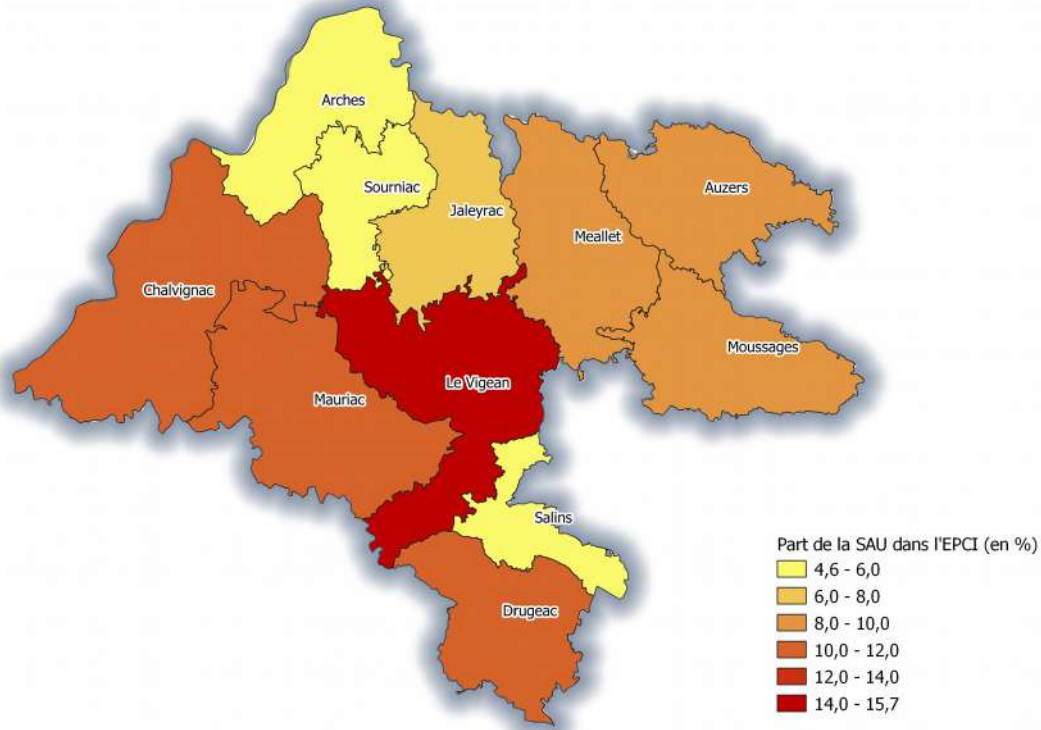 Arches
Sourniac
Auzers
Jaleyrac
Meallet
Chalvignac
Moussages
Le Vigean
Mauriac
Salins
Drugeac
Part de la SAU dans l'EPCI (en %)
4,6 - 6,0
6,0 - 8,0
8,0 - 10,0
10,0 - 12,0
12,0 - 14,0
14,0 - 15,7